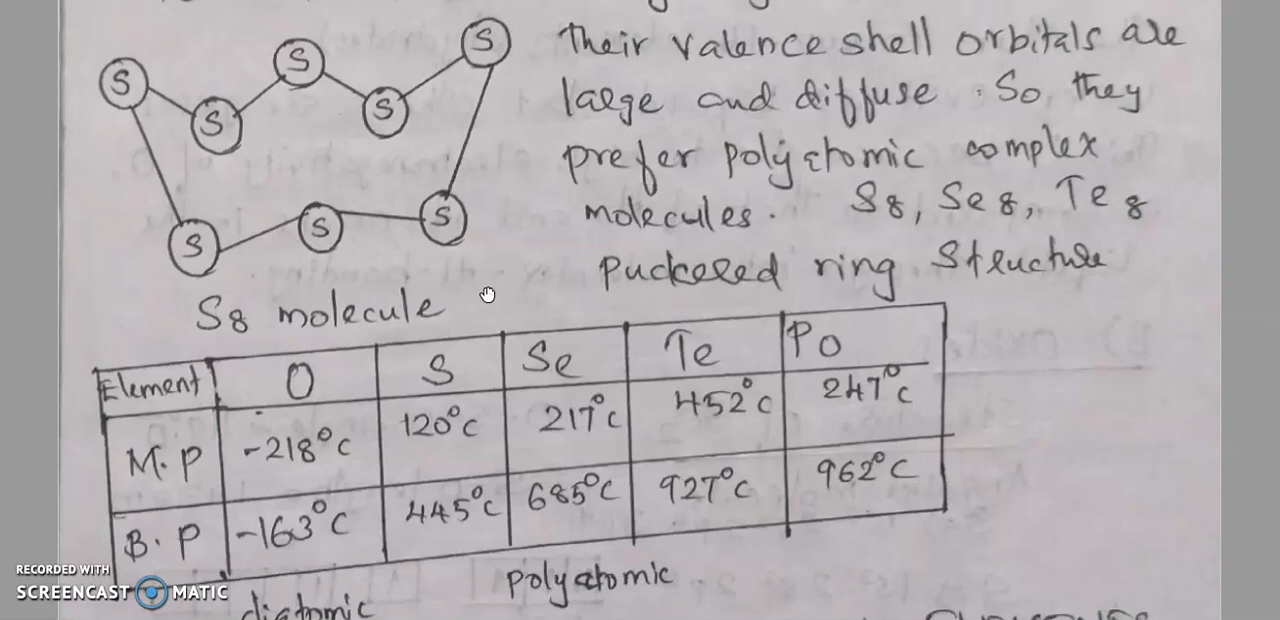 S
S
S
S
S
S
S
S
Their valence shell orbitals are
large and diffuse. So, they
prefer polyatomic complex
molecules. S8, Se8, Te8
puckered ring structure
S8 molecule
Element O S Se Te Po
M.P -218°C 120°C 217°C 452°C 247°C
B.P -163°C 445°C 685°C 927°C 962°C
diatomic polyatomic
RECORDED WITH
SCREENCAST MATIC